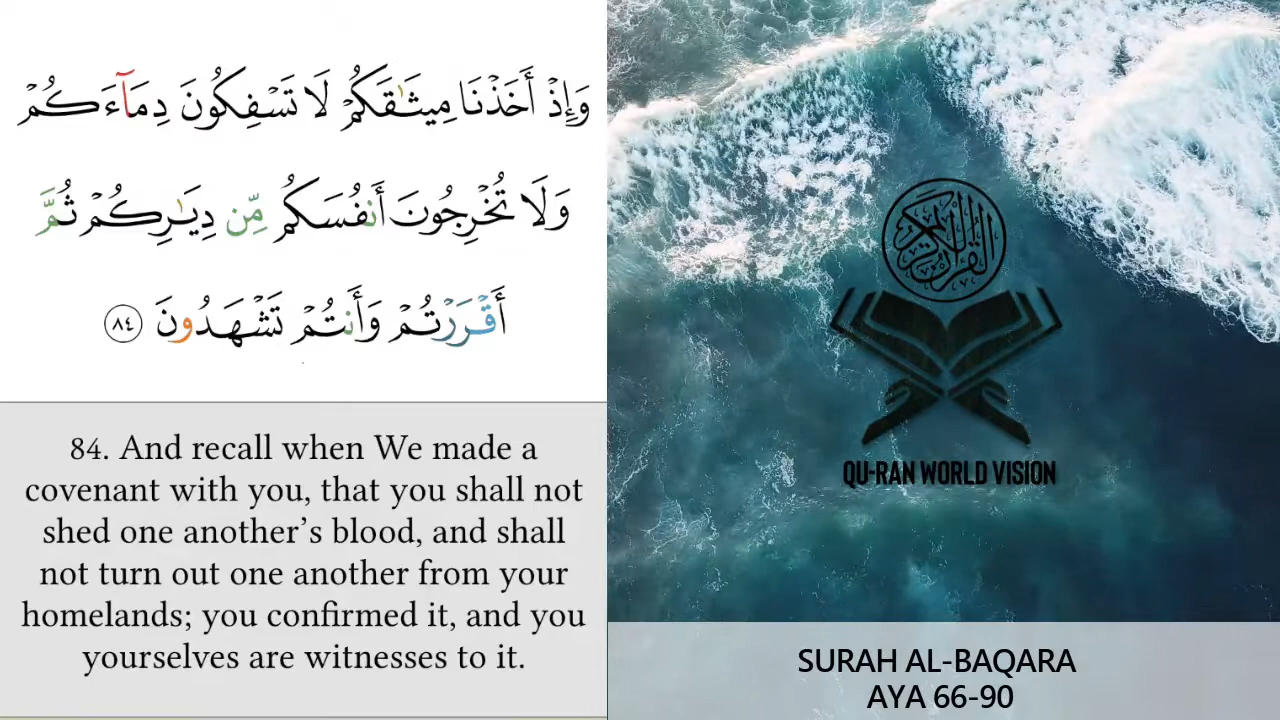 وَإِذْ أَخَذْنَا مِيثَـٰقَكُمْ لَا تَسْفِكُونَ دِمَآءَكُمْ
وَلَا تُخْرِجُونَ أَنفُسَكُم مِّن دِيَـٰرِكُمْ ثُمَّ
أَقْرَرْتُمْ وَأَنتُمْ تَشْهَدُونَ ٨٤
84. And recall when We made a
covenant with you, that you shall not
shed one another’s blood, and shall
not turn out one another from your
homelands; you confirmed it, and you
yourselves are witnesses to it.
القرآن الكريم
QU-RAN WORLD VISION
SURAH AL-BAQARA
AYA 66-90